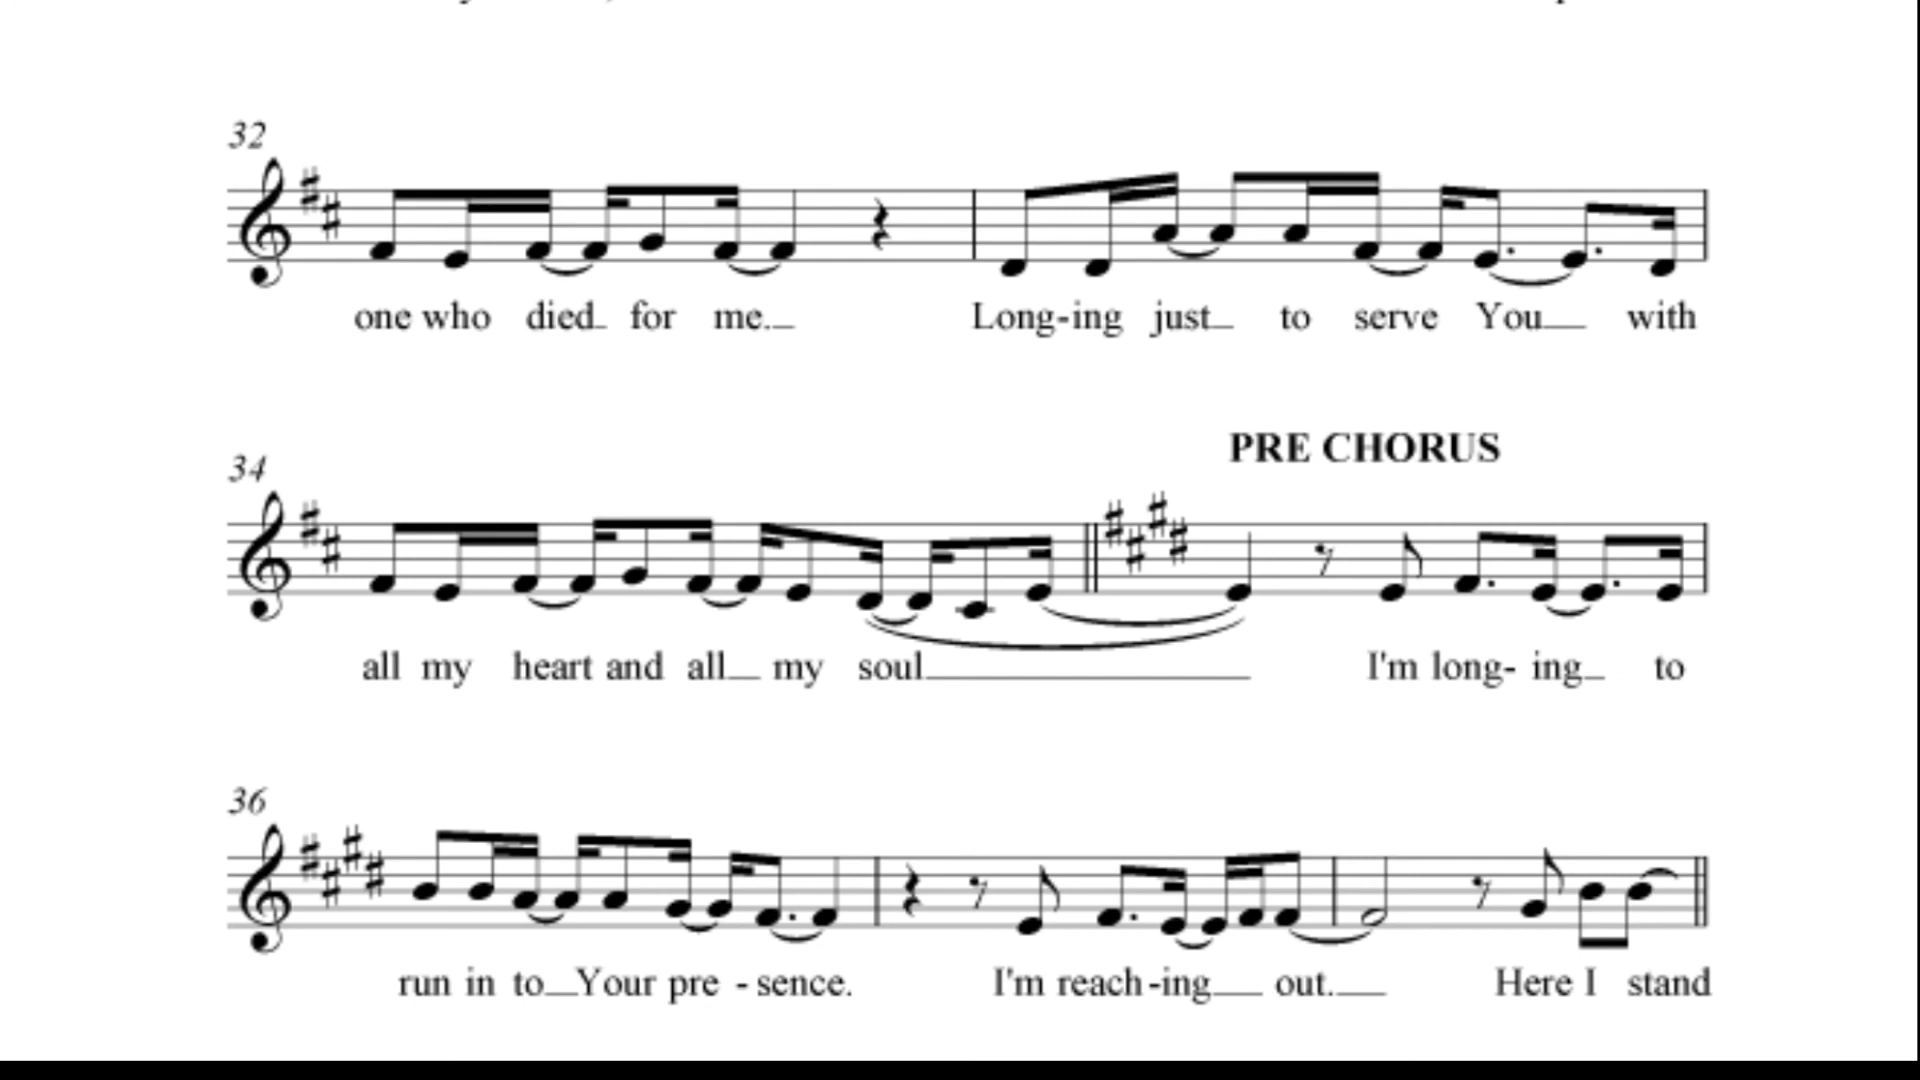 32
one who died for me. Long-ing just to serve You with
PRE CHORUS
34
all my heart and all my soul I'm long- ing to
36
run in to Your pre - sence. I'm reach -ing out. Here I stand